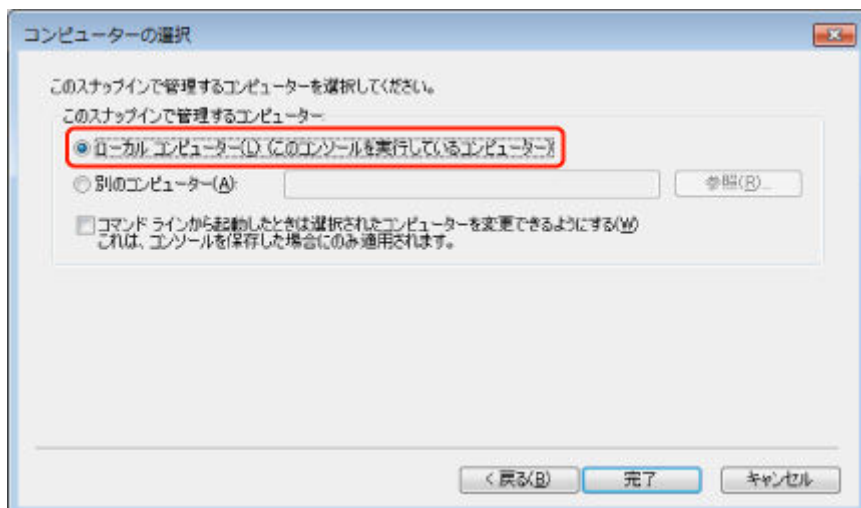 コンピューターの選択
このスナップインで管理するコンピューターを選択してください。
このスナップインで管理するコンピューター:
ローカル コンピューター(L): (このコンソールを実行しているコンピューター)
別のコンピューター(A):
参照(R)...
コマンド ラインから起動したときは選択されたコンピューターを変更できるようにする(W)
これは、コンソールを保存した場合にのみ適用されます。
< 戻る(B)
完了
キャンセル